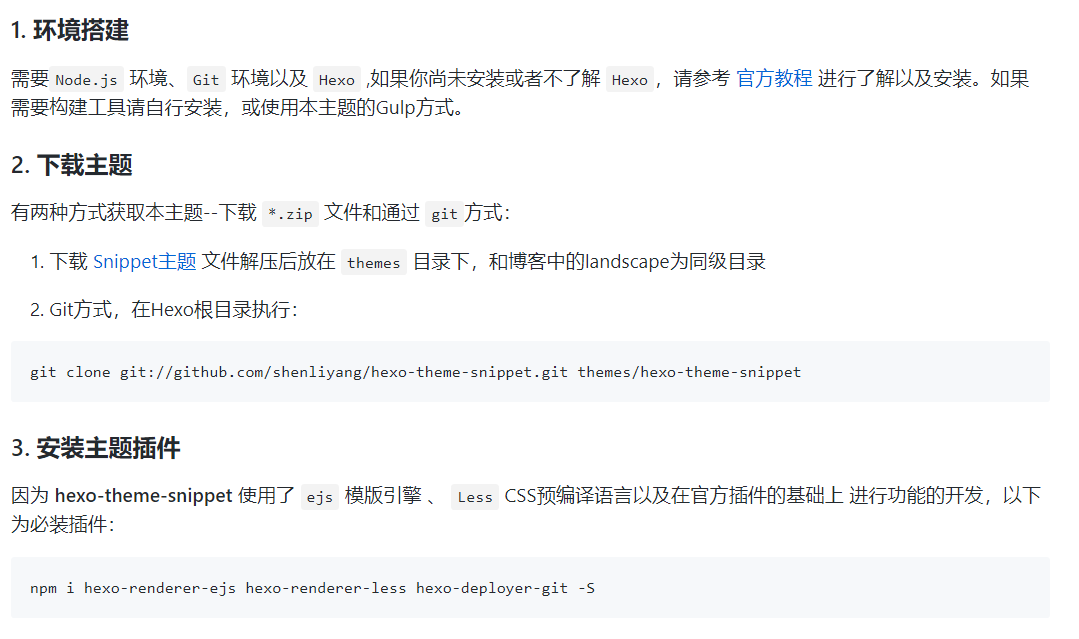 1. 环境搭建
需要 Node.js 环境、 Git 环境以及 Hexo ,如果你尚未安装或者不了解 Hexo ，请参考 官方教程 进行了解以及安装。如果
需要构建工具请自行安装，或使用本主题的Gulp方式。
2. 下载主题
有两种方式获取本主题--下载 *.zip 文件和通过 git 方式：
1. 下载 Snippet主题 文件解压后放在 themes 目录下，和博客中的landscape为同级目录
2. Git方式，在Hexo根目录执行：
git clone git://github.com/shenliyang/hexo-theme-snippet.git themes/hexo-theme-snippet
3. 安装主题插件
因为 hexo-theme-snippet 使用了 ejs 模版引擎 、 Less CSS预编译语言以及在官方插件的基础上 进行功能的开发，以下
为必装插件：
npm i hexo-renderer-ejs hexo-renderer-less hexo-deployer-git -S